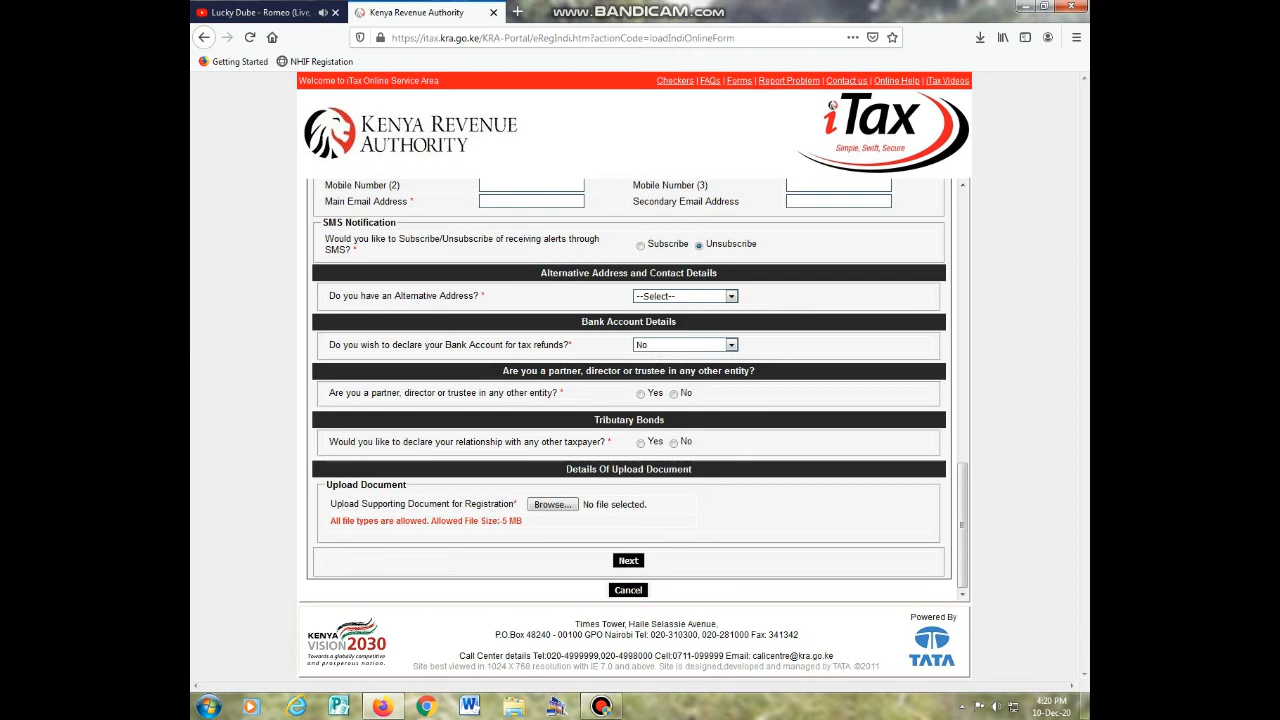 Lucky Dube - Romeo (Live,
Kenya Revenue Authority
WWW.BANDICAM.COM
https://itax.kra.go.ke/KRA-Portal/eRegIndi.htm?actionCode=loadIndiOnlineForm
Getting Started
NHIF Registation
Welcome to iTax Online Service Area
Checkers | FAQs | Forms | Report Problem | Contact us | Online Help | iTax Videos
KENYA REVENUE
AUTHORITY
iTax
Simple, Swift, Secure
Mobile Number (2)
Mobile Number (3)
Main Email Address *
Secondary Email Address
SMS Notification
Would you like to Subscribe/Unsubscribe of receiving alerts through
SMS? *
Subscribe
Unsubscribe
Alternative Address and Contact Details
Do you have an Alternative Address? *
--Select--
Bank Account Details
Do you wish to declare your Bank Account for tax refunds?*
No
Are you a partner, director or trustee in any other entity?
Are you a partner, director or trustee in any other entity? *
Yes
No
Tributary Bonds
Would you like to declare your relationship with any other taxpayer? *
Yes
No
Details Of Upload Document
Upload Document
Upload Supporting Document for Registration*
Browse...
No file selected.
All file types are allowed. Allowed File Size:-5 MB
Next
Cancel
KENYA
VISION 2030
Towards a globally competitive
and prosperous nation.
Times Tower, Haile Selassie Avenue,
P.O.Box 48240 - 00100 GPO Nairobi Tel: 020-310300, 020-281000 Fax: 341342
Call Center details Tel:020-4999999,020-4998000 Cell:0711-099999 Email: callcentre@kra.go.ke
Site best viewed in 1024 X 768 resolution with IE 7.0 and above. Site is designed,developed and managed by TATA. ©2011
Powered By
TATA
4:20 PM
10-Dec-20